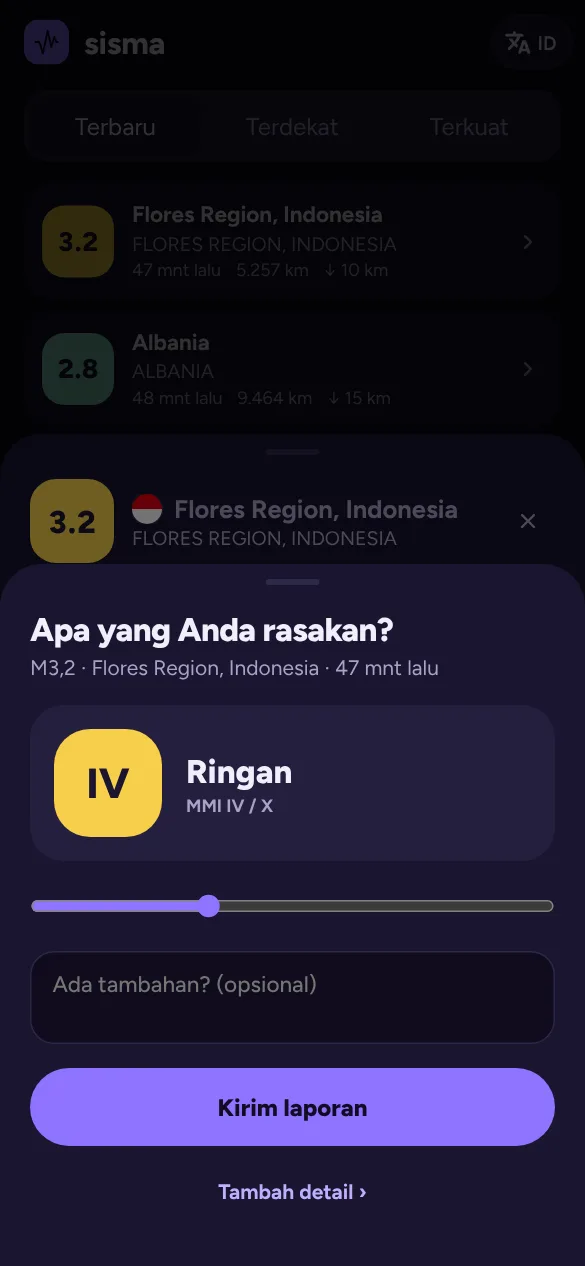 sisma
ID
Terbaru
Terdekat
Terkuat
3.2
Flores Region, Indonesia
FLORES REGION, INDONESIA
47 mnt lalu 5.257 km ↓ 10 km
2.8
Albania
ALBANIA
48 mnt lalu 9.464 km ↓ 15 km
3.2
Flores Region, Indonesia
FLORES REGION, INDONESIA
Apa yang Anda rasakan?
M3,2 · Flores Region, Indonesia · 47 mnt lalu
IV
Ringan
MMI IV / X
Ada tambahan? (opsional)
Kirim laporan
Tambah detail ›